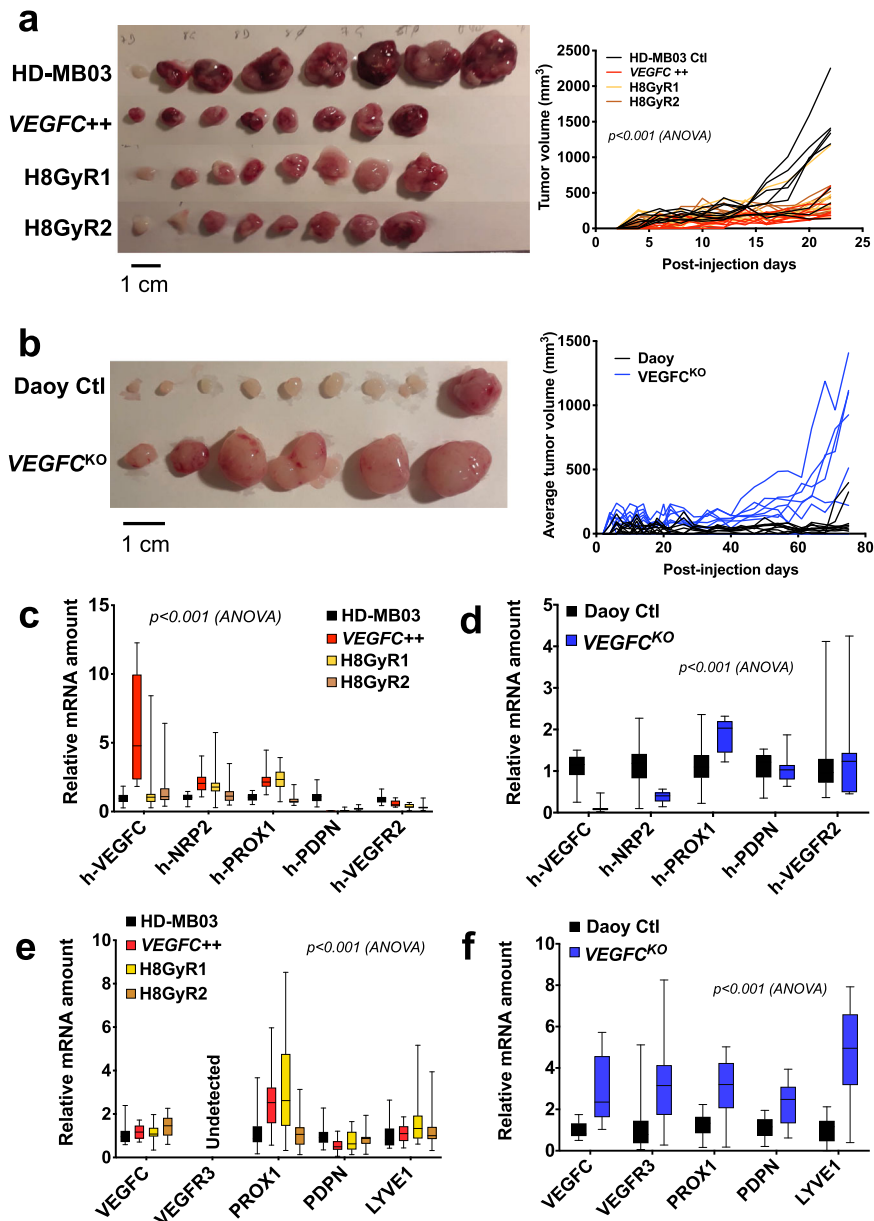 a
HD-MB03
VEGFC++
H8GyR1
H8GyR2
1 cm
Tumor volume (mm3)
2500
2000
1500
1000
500
0
HD-MB03 Ctl
VEGFC ++
H8GyR1
H8GyR2
p<0.001 (ANOVA)
0 5 10 15 20 25
Post-injection days
b
Daoy Ctl
VEGFCKO
1 cm
Average tumor volume (mm3)
1500
1000
500
0
Daoy
VEGFCKO
0 20 40 60 80
Post-injection days
c
Relative mRNA amount
15
10
5
0
p<0.001 (ANOVA)
HD-MB03
VEGFC++
H8GyR1
H8GyR2
h-VEGFC
h-NRP2
h-PROX1
h-PDPN
h-VEGFR2
d
Relative mRNA amount
5
4
3
2
1
0
Daoy Ctl
VEGFCKO
p<0.001 (ANOVA)
h-VEGFC
h-NRP2
h-PROX1
h-PDPN
h-VEGFR2
e
Relative mRNA amount
10
8
6
4
2
0
HD-MB03
VEGFC++
H8GyR1
H8GyR2
p<0.001 (ANOVA)
Undetected
VEGFC
VEGFR3
PROX1
PDPN
LYVE1
f
Relative mRNA amount
10
8
6
4
2
0
Daoy Ctl
VEGFCKO
p<0.001 (ANOVA)
VEGFC
VEGFR3
PROX1
PDPN
LYVE1